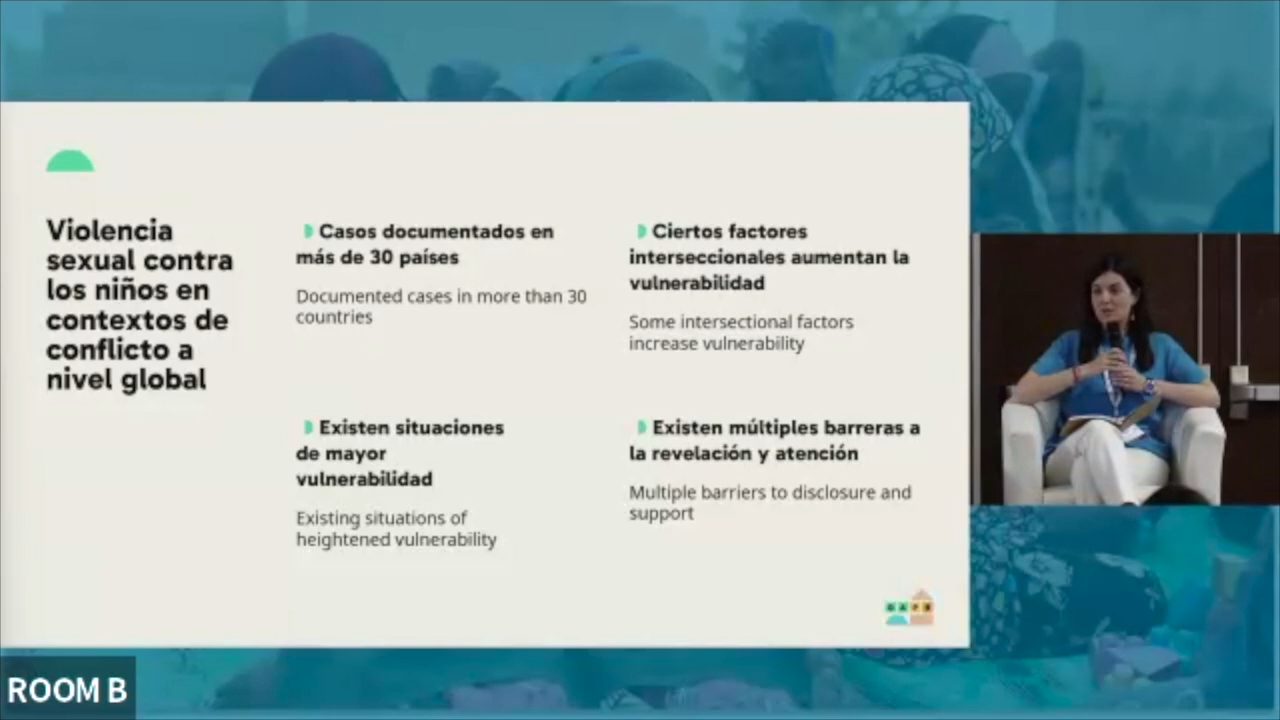 Violencia
sexual contra
los niños en
contextos de
conflicto a
nivel global
Casos documentados en
más de 30 países
Documented cases in more than 30
countries
Ciertos factores
interseccionales aumentan la
vulnerabilidad
Some intersectional factors
increase vulnerability
Existen situaciones
de mayor
vulnerabilidad
Existing situations of
heightened vulnerability
Existen múltiples barreras a
la revelación y atención
Multiple barriers to disclosure and
support
ROOM B